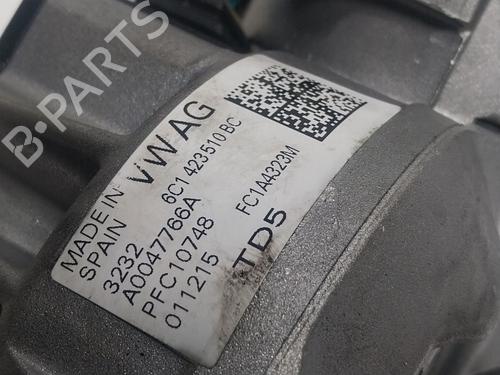 MADE IN
SPAIN
VW AG
3232
6C1 423510 BC
A0047766A
PFC10748
FC1A4323M
011215
TD5
B-PARTS